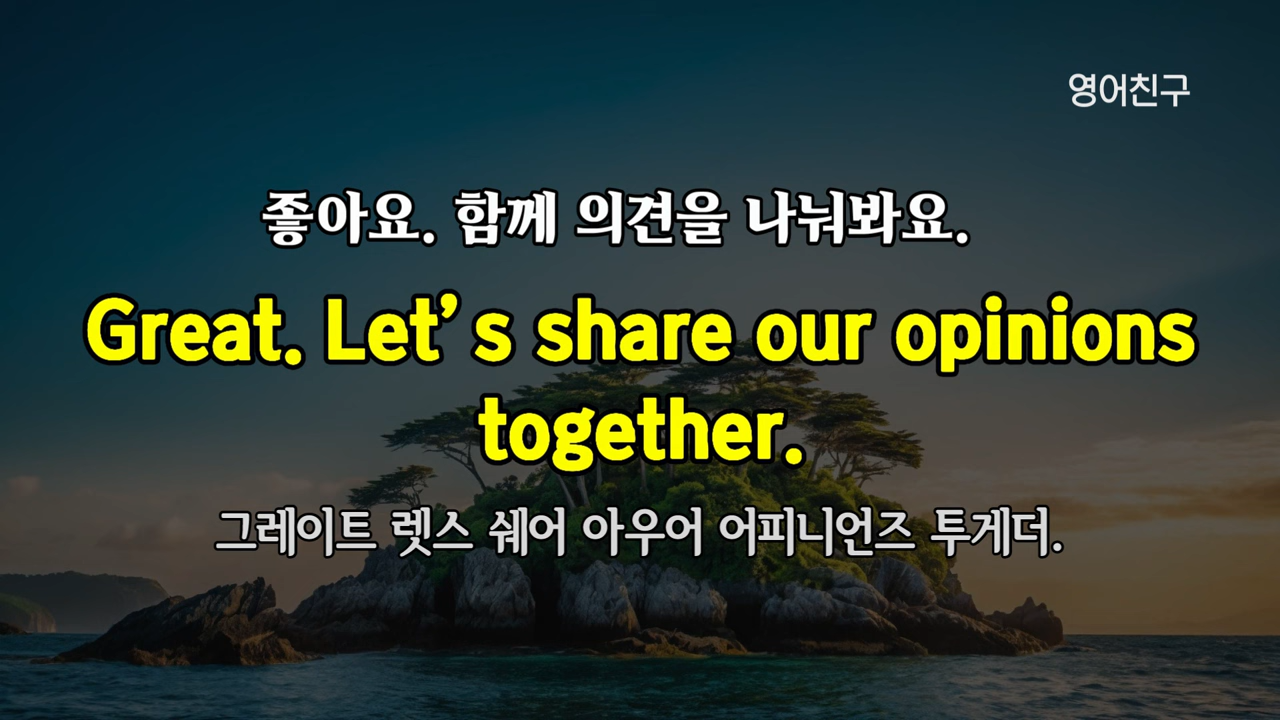 영어친구
좋아요. 함께 의견을 나눠봐요.
Great. Let’s share our opinions
together.
그레이트 렛스 쉐어 아우어 어피니언즈 투게더.